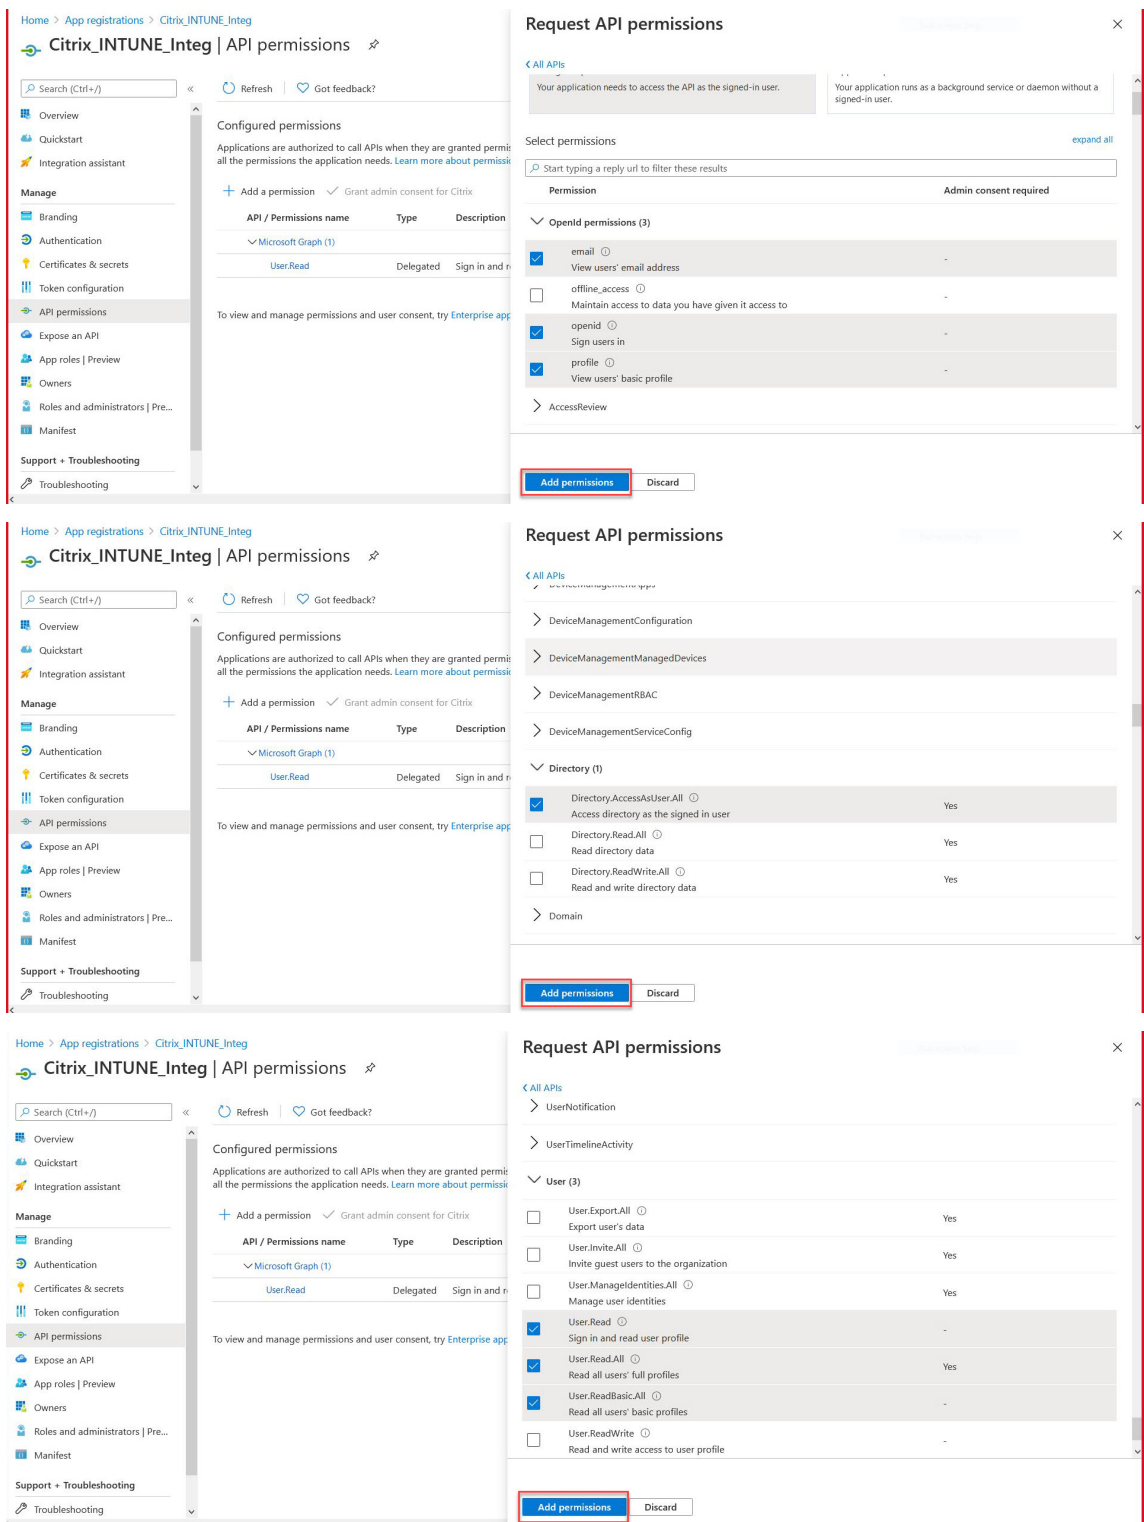 Home > App registrations > Citrix_INTUNE_Integ
Citrix_INTUNE_Integ | API permissions
Search (Ctrl+/)
«
Overview
Quickstart
Integration assistant
Manage
Branding
Authentication
Certificates & secrets
Token configuration
API permissions
Expose an API
App roles | Preview
Owners
Roles and administrators | Pre...
Manifest
Support + Troubleshooting
Troubleshooting
Refresh
Got feedback?
Configured permissions
Applications are authorized to call APIs when they are granted permis
all the permissions the application needs. Learn more about permissio
Add a permission
Grant admin consent for Citrix
API / Permissions name Type Description
Microsoft Graph (1)
User.Read Delegated Sign in and r
To view and manage permissions and user consent, try Enterprise app
Request API permissions
All APIs
Your application needs to access the API as the signed-in user.
Your application runs as a background service or daemon without a
signed-in user.
Select permissions
expand all
Start typing a reply url to filter these results
Permission Admin consent required
OpenId permissions (3)
email
View users' email address
-
offline_access
Maintain access to data you have given it access to
-
openid
Sign users in
-
profile
View users' basic profile
-
AccessReview
Add permissions Discard
Home > App registrations > Citrix_INTUNE_Integ
Citrix_INTUNE_Integ | API permissions
Search (Ctrl+/)
«
Overview
Quickstart
Integration assistant
Manage
Branding
Authentication
Certificates & secrets
Token configuration
API permissions
Expose an API
App roles | Preview
Owners
Roles and administrators | Pre...
Manifest
Support + Troubleshooting
Troubleshooting
Refresh
Got feedback?
Configured permissions
Applications are authorized to call APIs when they are granted permis
all the permissions the application needs. Learn more about permissio
Add a permission
Grant admin consent for Citrix
API / Permissions name Type Description
Microsoft Graph (1)
User.Read Delegated Sign in and r
To view and manage permissions and user consent, try Enterprise app
Request API permissions
All APIs
DeviceManagementApps
DeviceManagementConfiguration
DeviceManagementManagedDevices
DeviceManagementRBAC
DeviceManagementServiceConfig
Directory (1)
Directory.AccessAsUser.All
Access directory as the signed in user
Yes
Directory.Read.All
Read directory data
Yes
Directory.ReadWrite.All
Read and write directory data
Yes
Domain
Add permissions Discard
Home > App registrations > Citrix_INTUNE_Integ
Citrix_INTUNE_Integ | API permissions
Search (Ctrl+/)
«
Overview
Quickstart
Integration assistant
Manage
Branding
Authentication
Certificates & secrets
Token configuration
API permissions
Expose an API
App roles | Preview
Owners
Roles and administrators | Pre...
Manifest
Support + Troubleshooting
Troubleshooting
Refresh
Got feedback?
Configured permissions
Applications are authorized to call APIs when they are granted permis
all the permissions the application needs. Learn more about permissio
Add a permission
Grant admin consent for Citrix
API / Permissions name Type Description
Microsoft Graph (1)
User.Read Delegated Sign in and r
To view and manage permissions and user consent, try Enterprise app
Request API permissions
All APIs
UserNotification
UserTimelineActivity
User (3)
User.Export.All
Export user's data
Yes
User.Invite.All
Invite guest users to the organization
Yes
User.ManageIdentities.All
Manage user identities
Yes
User.Read
Sign in and read user profile
-
User.Read.All
Read all users' full profiles
Yes
User.ReadBasic.All
Read all users' basic profiles
-
User.ReadWrite
Read and write access to user profile
-
Add permissions Discard